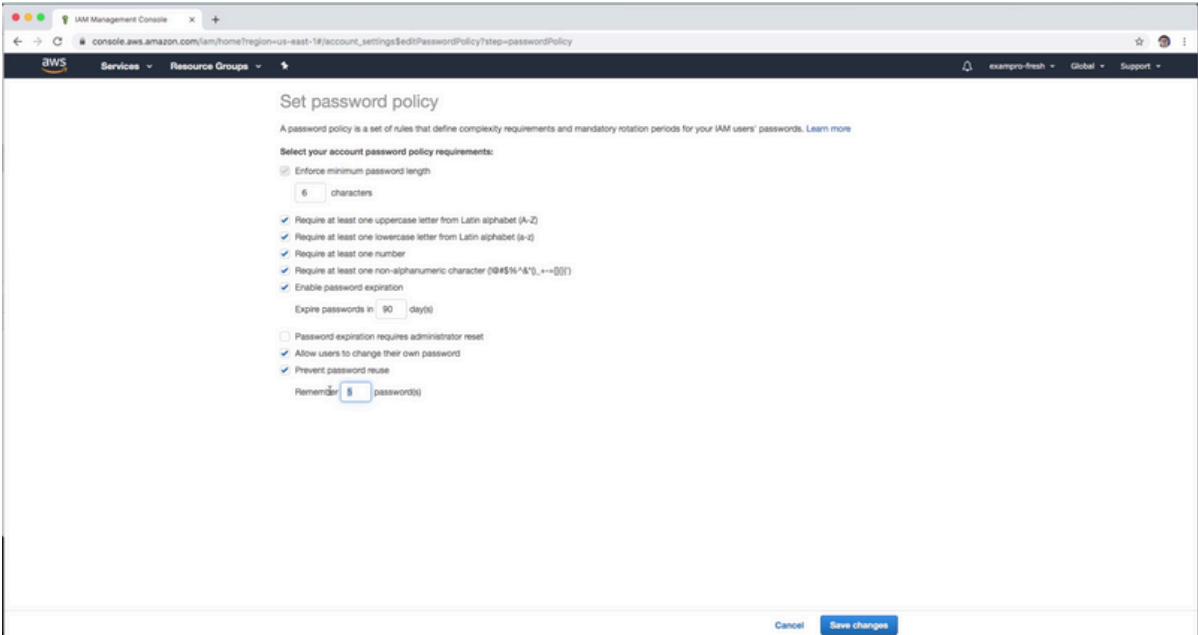 IAM Management Console
console.aws.amazon.com/iam/home?region=us-east-1#/account_settings$editPasswordPolicy?step=passwordPolicy
aws Services Resource Groups exampro-fresh Global Support
Set password policy
A password policy is a set of rules that define complexity requirements and mandatory rotation periods for your IAM users' passwords. Learn more
Select your account password policy requirements:
Enforce minimum password length
6 characters
Require at least one uppercase letter from Latin alphabet (A-Z)
Require at least one lowercase letter from Latin alphabet (a-z)
Require at least one number
Require at least one non-alphanumeric character (!@#$%^&*()_+-=[]{}|')
Enable password expiration
Expire passwords in 90 day(s)
Password expiration requires administrator reset
Allow users to change their own password
Prevent password reuse
Remember 5 password(s)
Cancel Save changes